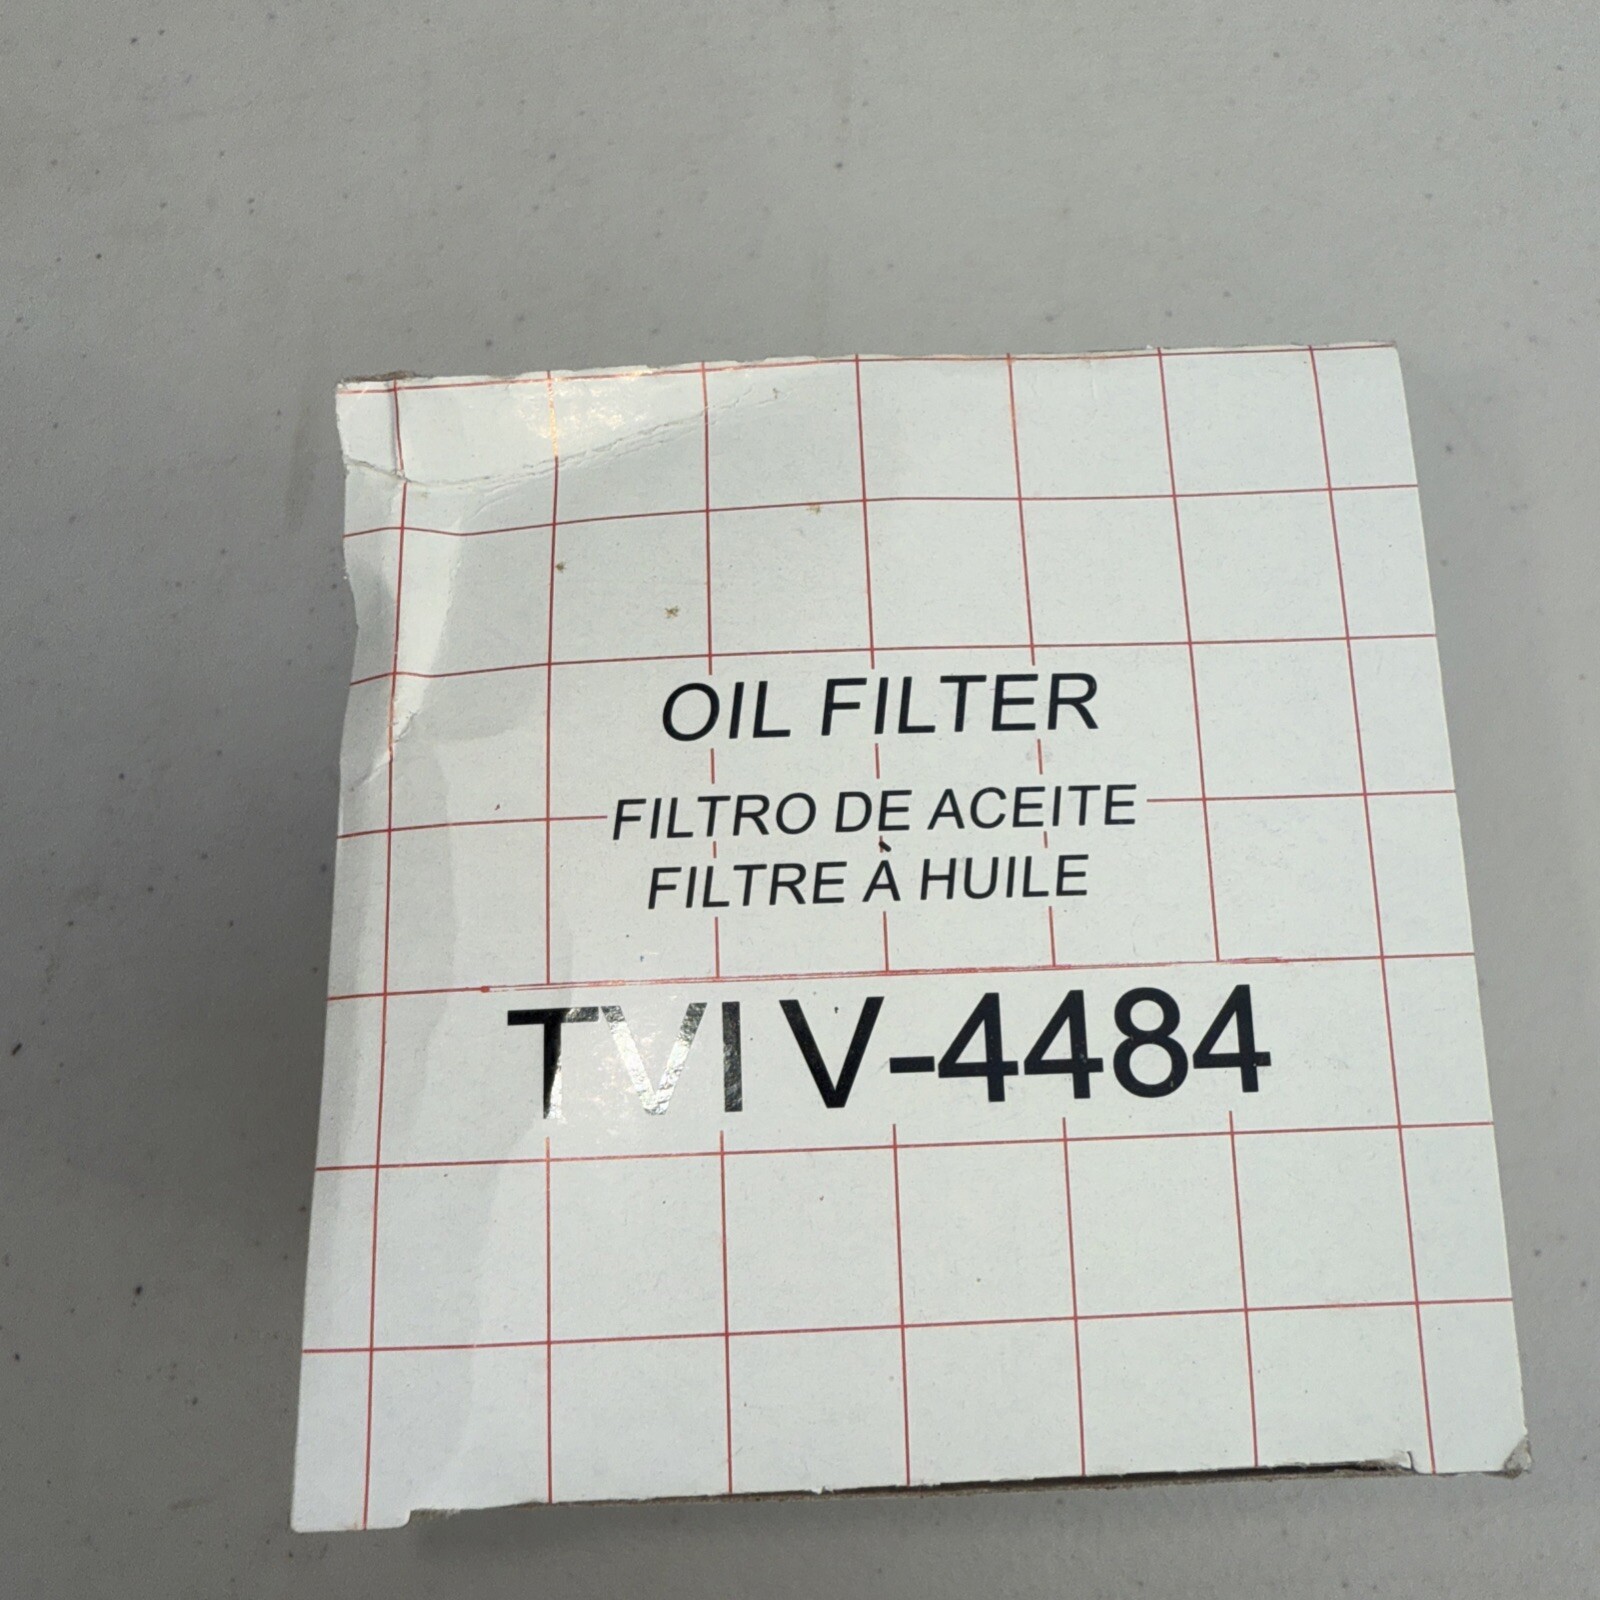 OIL FILTER
FILTRO DE ACEITE
FILTRE À HUILE
TVI V-4484